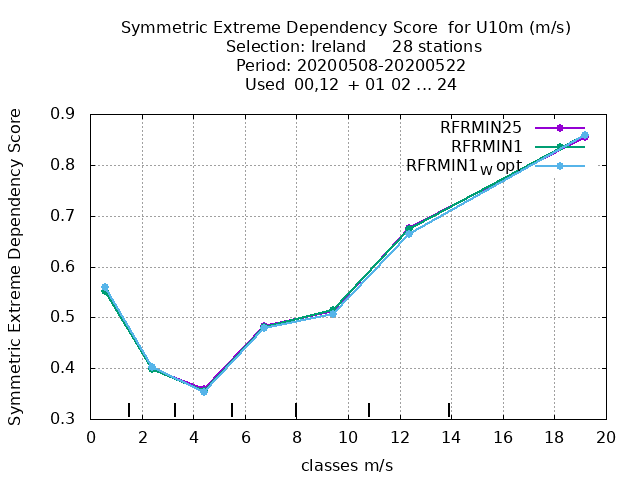 Symmetric Extreme Dependency Score  for U10m (m/s)
Selection: Ireland     28 stations
Period: 20200508-20200522
Used  00,12  + 01 02 ... 24
Symmetric Extreme Dependency Score
0.9
0.8
0.7
0.6
0.5
0.4
0.3
RFRMIN25
RFRMIN1
RFRMIN1W opt
0 2 4 6 8 10 12 14 16 18 20
classes m/s